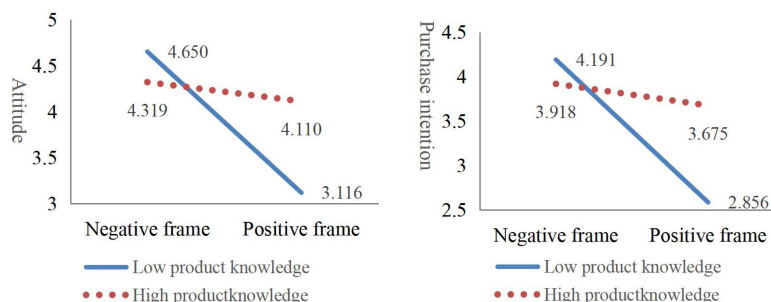 5
4.5
4
3.5
3
Attitude
4.650
4.319
4.110
3.116
Negative frame Positive frame
Low product knowledge
High productknowledge
5
4.5
4
3.5
3
2.5
Purchase intention
4.191
3.918
3.675
2.856
Negative frame Positive frame
Low product knowledge
High productknowledge